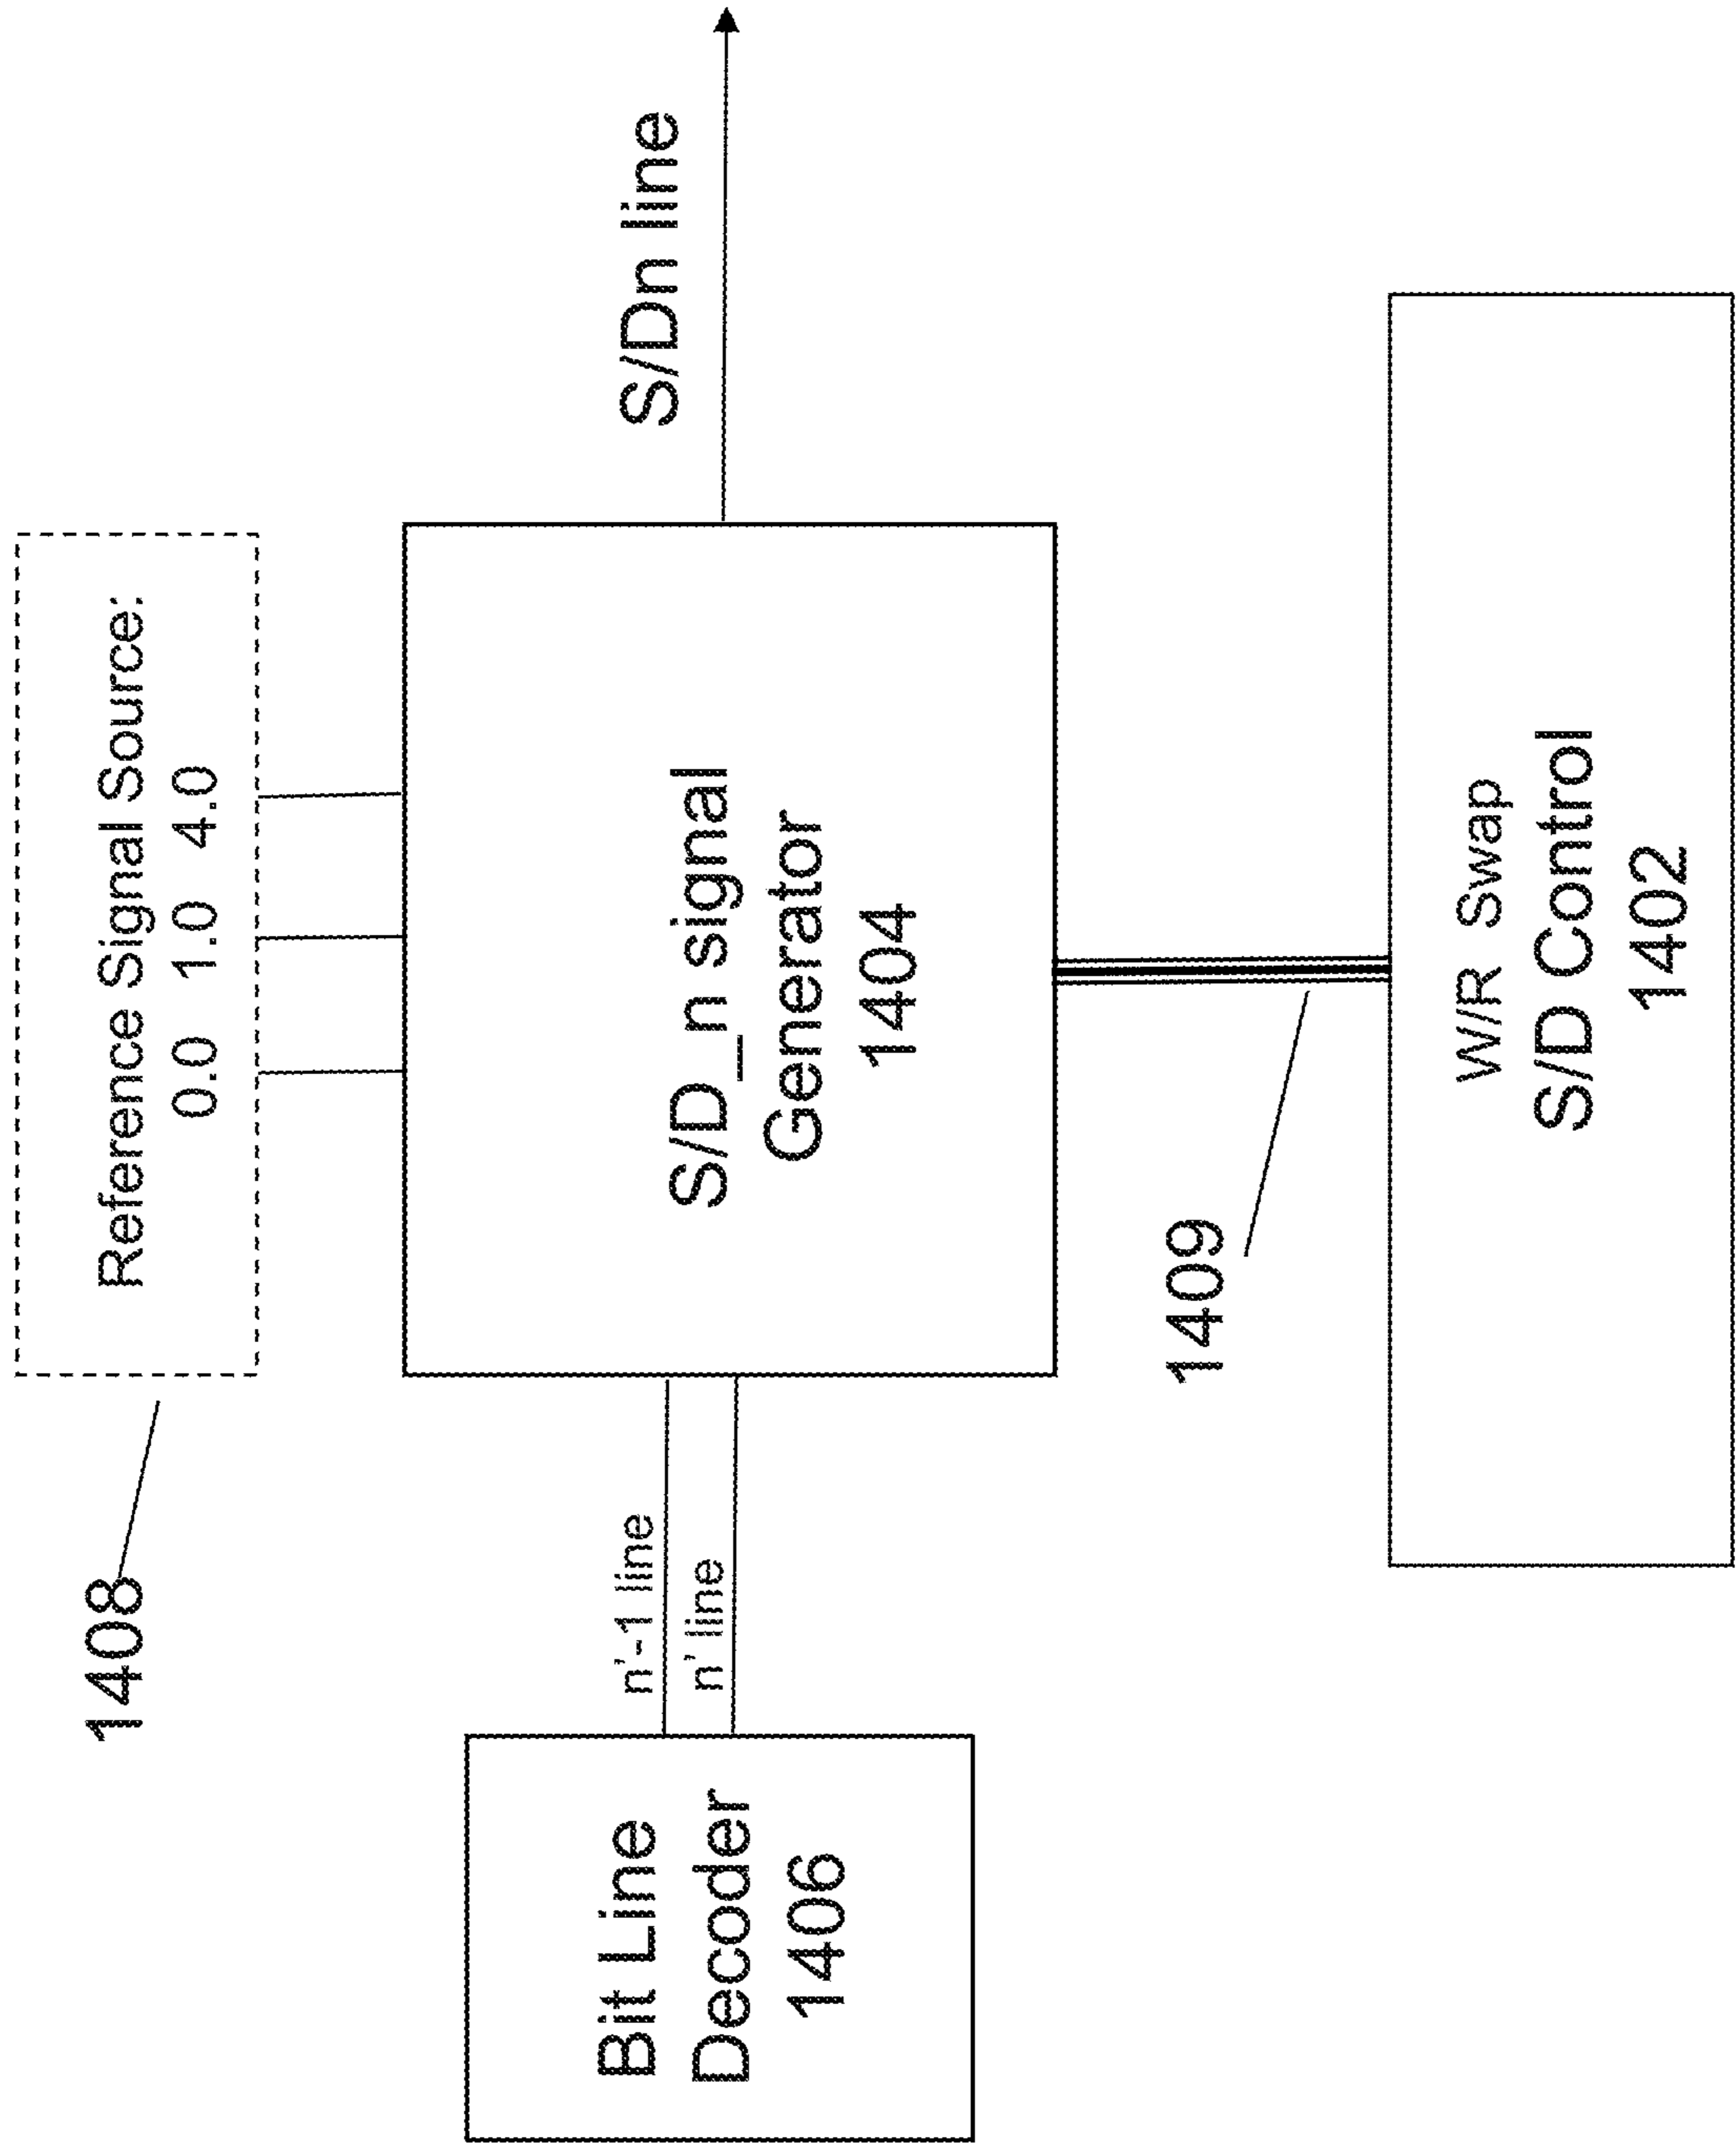 1408
Reference Signal Source:
0.0 1.0 4.0
Bit Line
Decoder
1406
n'-1 line
n' line
S/D_n signal
Generator
1404
S/Dn line
1409
W/R Swap
S/D Control
1402